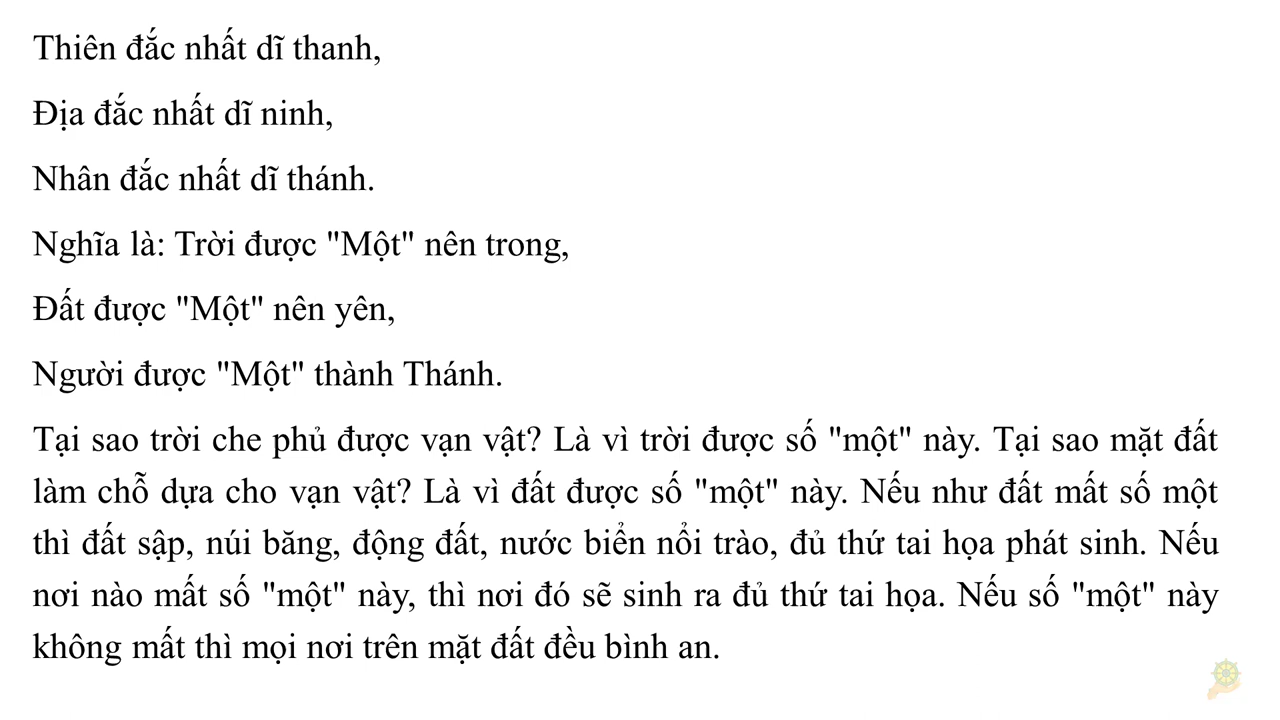 Thiên đắc nhất dĩ thanh,
Địa đắc nhất dĩ ninh,
Nhân đắc nhất dĩ thánh.
Nghĩa là: Trời được "Một" nên trong,
Đất được "Một" nên yên,
Người được "Một" thành Thánh.
Tại sao trời che phủ được vạn vật? Là vì trời được số "một" này. Tại sao mặt đất
làm chỗ dựa cho vạn vật? Là vì đất được số "một" này. Nếu như đất mất số một
thì đất sập, núi băng, động đất, nước biển nổi trào, đủ thứ tai họa phát sinh. Nếu
nơi nào mất số "một" này, thì nơi đó sẽ sinh ra đủ thứ tai họa. Nếu số "một" này
không mất thì mọi nơi trên mặt đất đều bình an.